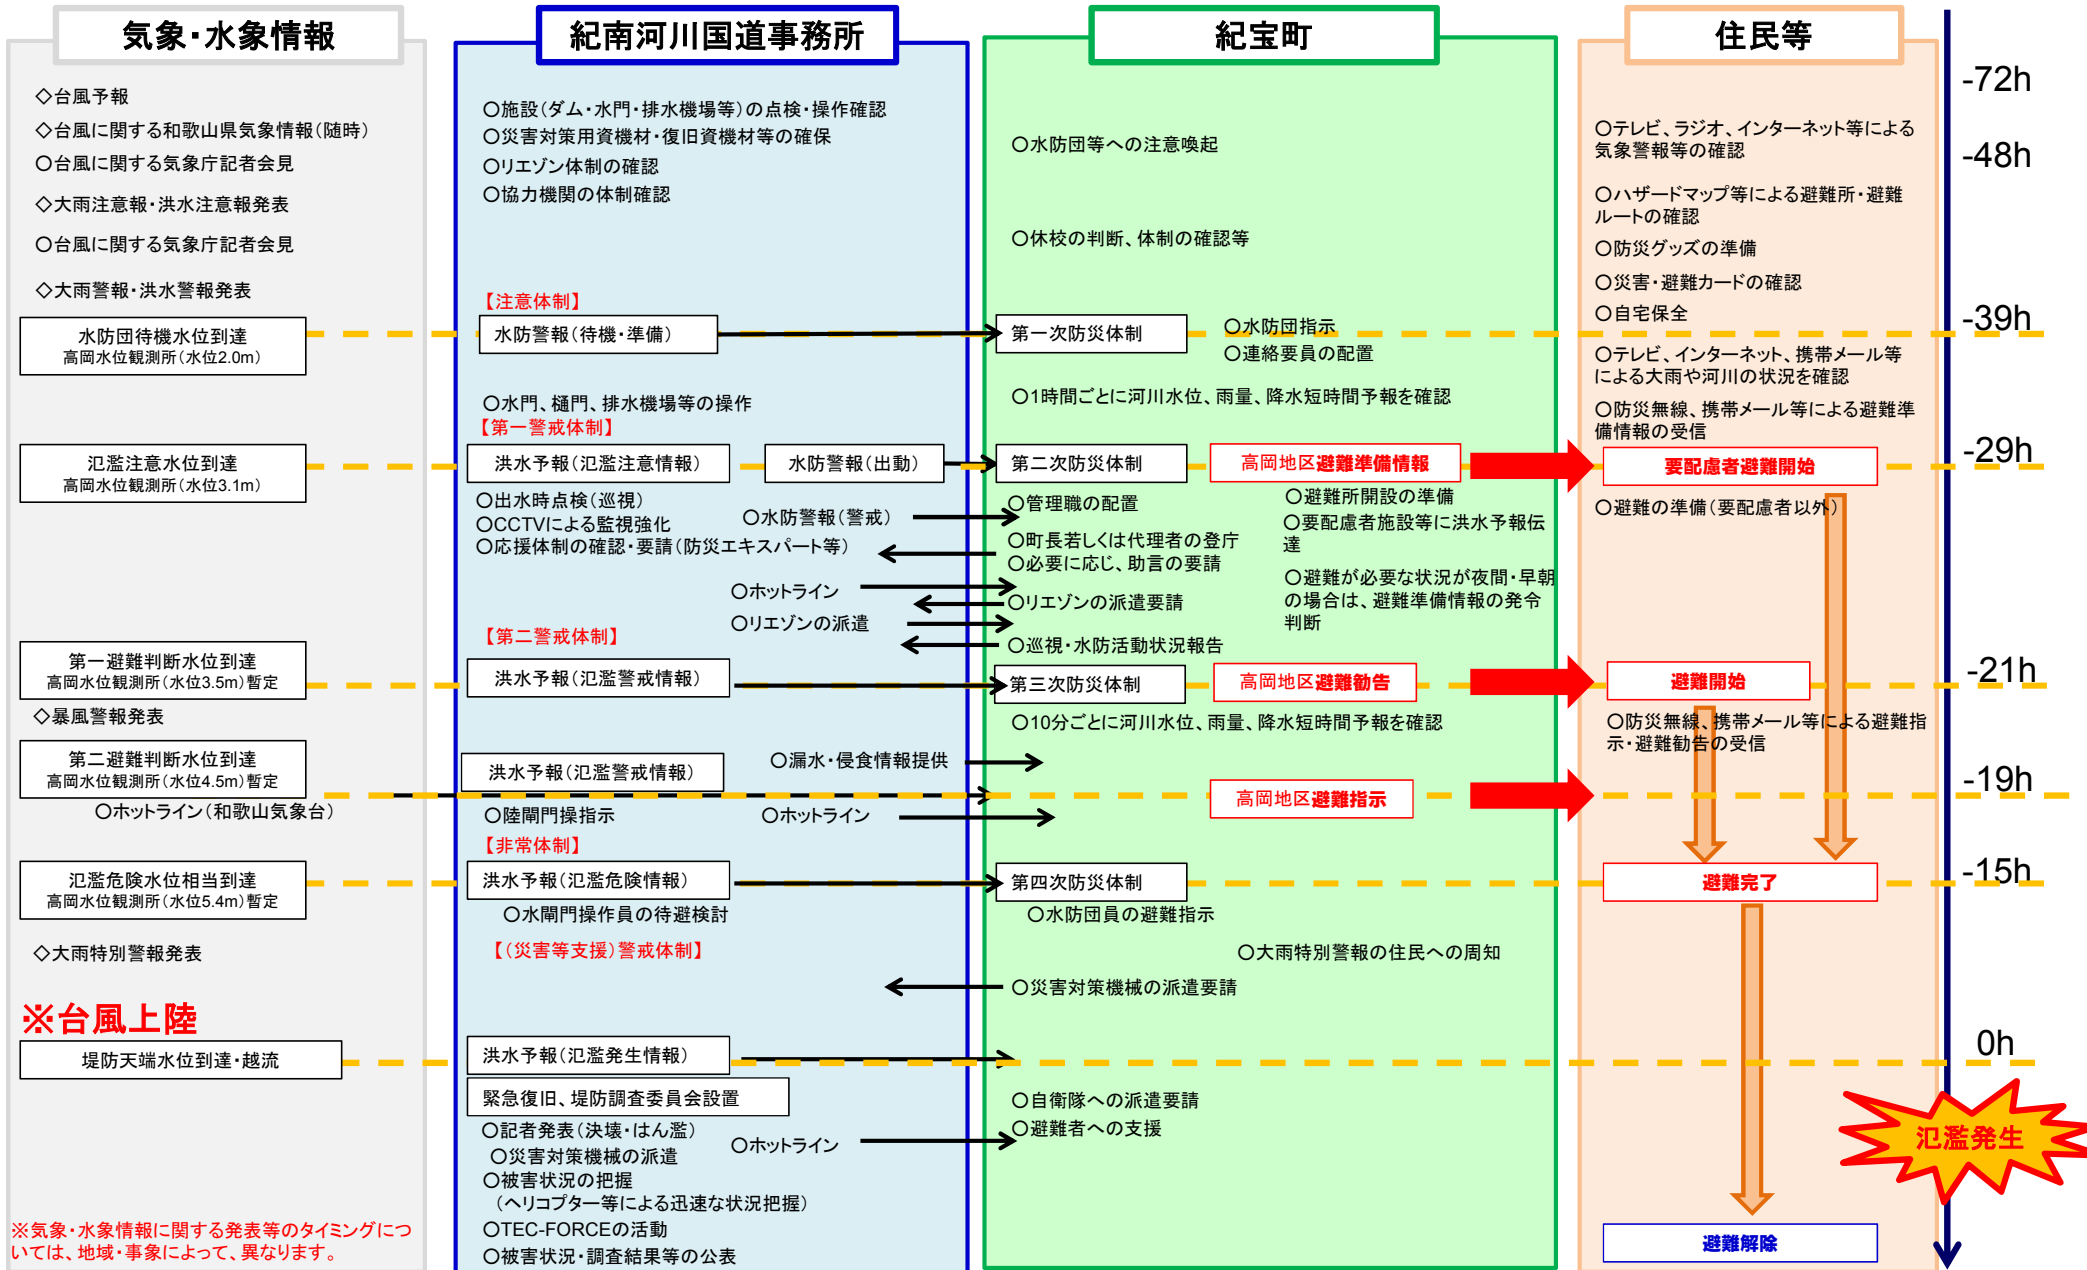 気象・水象情報
◇台風予報
◇台風に関する和歌山県気象情報(随時)
○台風に関する気象庁記者会見
◇大雨注意報・洪水注意報発表
○台風に関する気象庁記者会見
◇大雨警報・洪水警報発表
水防団待機水位到達
高岡水位観測所(水位2.0m)
氾濫注意水位到達
高岡水位観測所(水位3.1m)
第一避難判断水位到達
高岡水位観測所(水位3.5m)暫定
◇暴風警報発表
第二避難判断水位到達
高岡水位観測所(水位4.5m)暫定
○ホットライン(和歌山気象台)
氾濫危険水位相当到達
高岡水位観測所(水位5.4m)暫定
◇大雨特別警報発表
※台風上陸
堤防天端水位到達・越流
※気象・水象情報に関する発表等のタイミングにつ
いては、地域・事象によって、異なります。
紀南河川国道事務所
○施設(ダム・水門・排水機場等)の点検・操作確認
○災害対策用資機材・復旧資機材等の確保
○リエゾン体制の確認
○協力機関の体制確認
【注意体制】
水防警報(待機・準備)
○水門、樋門、排水機場等の操作
【第一警戒体制】
洪水予報(氾濫注意情報)
水防警報(出動)
○出水時点検(巡視)
○CCTVによる監視強化
○水防警報(警戒)
○応援体制の確認・要請(防災エキスパート等)
○ホットライン
○リエゾンの派遣
【第二警戒体制】
洪水予報(氾濫警戒情報)
○漏水・侵食情報提供
洪水予報(氾濫警戒情報)
○陸閘門操指示
○ホットライン
【非常体制】
洪水予報(氾濫危険情報)
○水閘門操作員の待避検討
【(災害等支援)警戒体制】
洪水予報(氾濫発生情報)
緊急復旧、堤防調査委員会設置
○記者発表(決壊・はん濫)
○ホットライン
○災害対策機械の派遣
○被害状況の把握
(ヘリコプター等による迅速な状況把握)
○TEC-FORCEの活動
○被害状況・調査結果等の公表
紀宝町
○水防団等への注意喚起
○休校の判断、体制の確認等
第一次防災体制
○水防団指示
○連絡要員の配置
○1時間ごとに河川水位、雨量、降水短時間予報を確認
第二次防災体制
高岡地区避難準備情報
○管理職の配置
○町長若しくは代理者の登庁
○必要に応じ、助言の要請
○リエゾンの派遣要請
○巡視・水防活動状況報告
○避難所開設の準備
○要配慮者施設等に洪水予報伝
達
○避難が必要な状況が夜間・早朝
の場合は、避難準備情報の発令
判断
第三次防災体制
高岡地区避難勧告
○10分ごとに河川水位、雨量、降水短時間予報を確認
高岡地区避難指示
第四次防災体制
○水防団員の避難指示
○大雨特別警報の住民への周知
○災害対策機械の派遣要請
○自衛隊への派遣要請
○避難者への支援
住民等
○テレビ、ラジオ、インターネット等による
気象警報等の確認
○ハザードマップ等による避難所・避難
ルートの確認
○防災グッズの準備
○災害・避難カードの確認
○自宅保全
○テレビ、インターネット、携帯メール等
による大雨や河川の状況を確認
○防災無線、携帯メール等による避難準
備情報の受信
要配慮者避難開始
○避難の準備(要配慮者以外)
避難開始
○防災無線、携帯メール等による避難指
示・避難勧告の受信
避難完了
避難解除
-72h
-48h
-39h
-29h
-21h
-19h
-15h
0h
氾濫発生